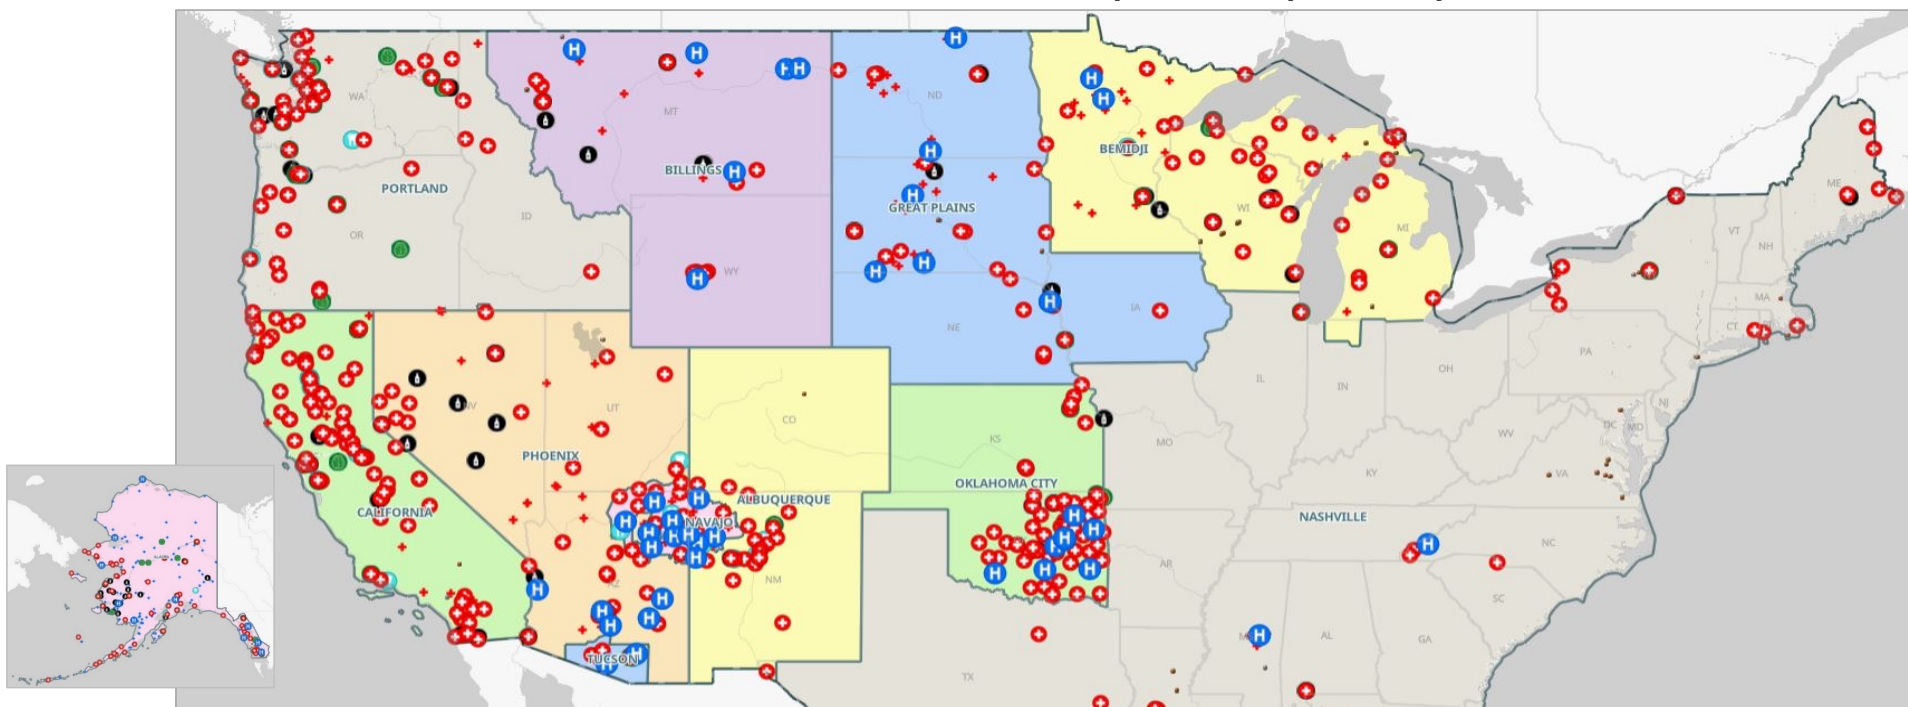 WA
MT
ND
BEMIDJI
BILLINGS
PORTLAND
ME
GREAT PLAINS
ID
WI
MI
OR
VT
NH
WY
MA
IA
NE
CT
PA
OH
IL
IN
NJ
UT
CO
NV
DC
MD
KS
MO
WV
PHOENIX
KY
VA
OKLAHOMA CITY
ALBUQUERQUE
CALIFORNIA
NAVAJO
NASHVILLE
NC
ALASKA
AR
NM
AZ
SC
AL
GA
TUCSON
TX